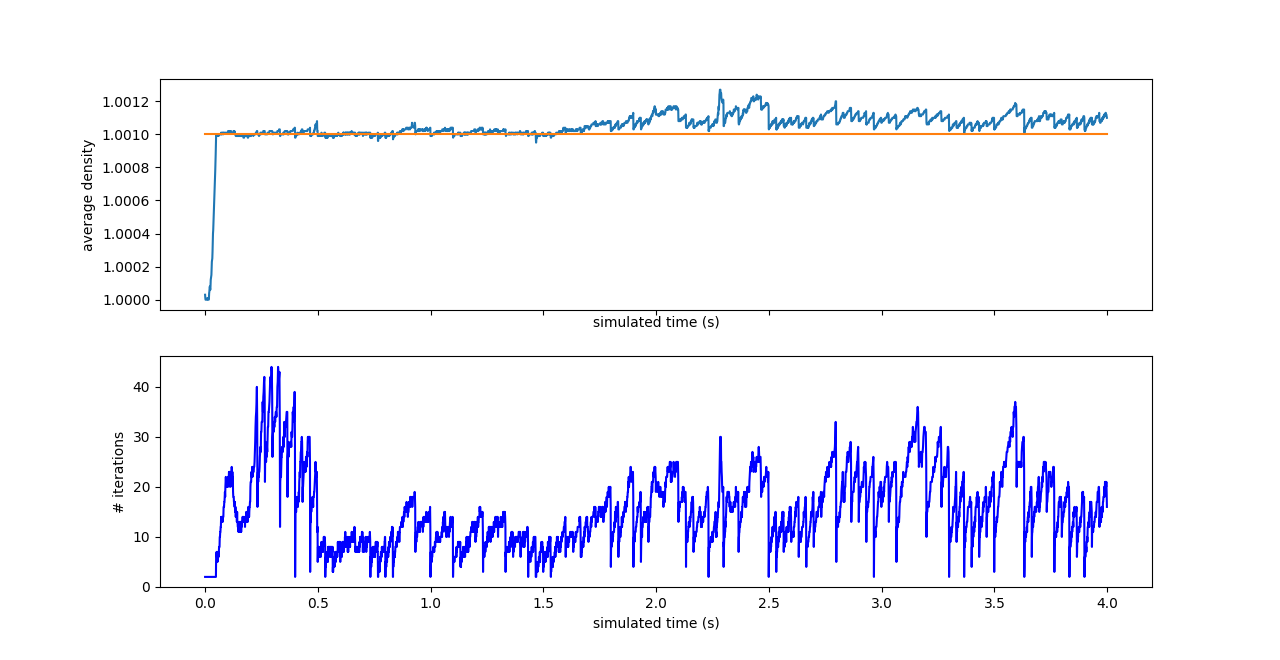 average density
1.0012
1.0010
1.0008
1.0006
1.0004
1.0002
1.0000
simulated time (s)
# iterations
40
30
20
10
0
0.0 0.5 1.0 1.5 2.0 2.5 3.0 3.5 4.0
simulated time (s)